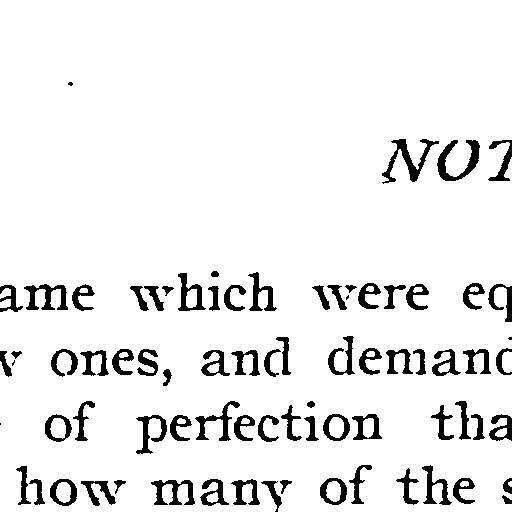 NOT
ame which were eq
w ones, and demand
of perfection tha
how many of the s